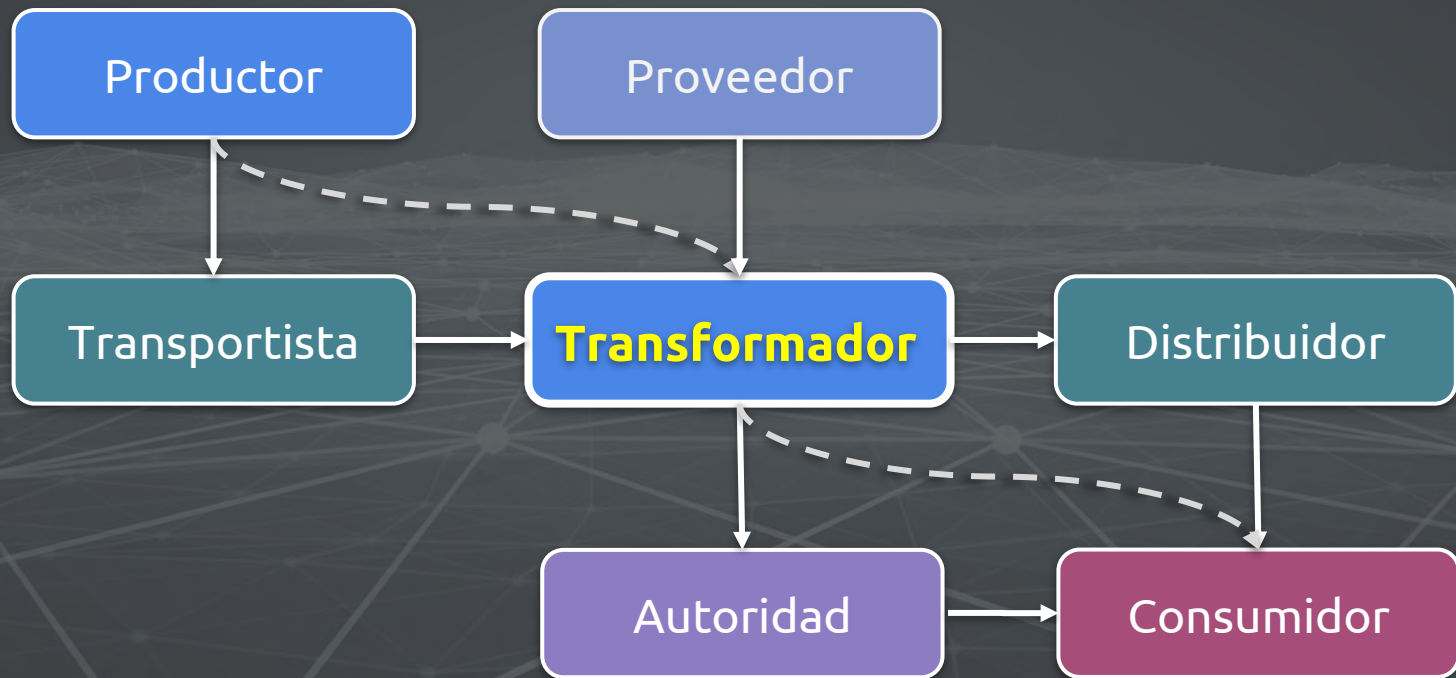 Productor
Proveedor
Transportista
Transformador
Distribuidor
Autoridad
Consumidor